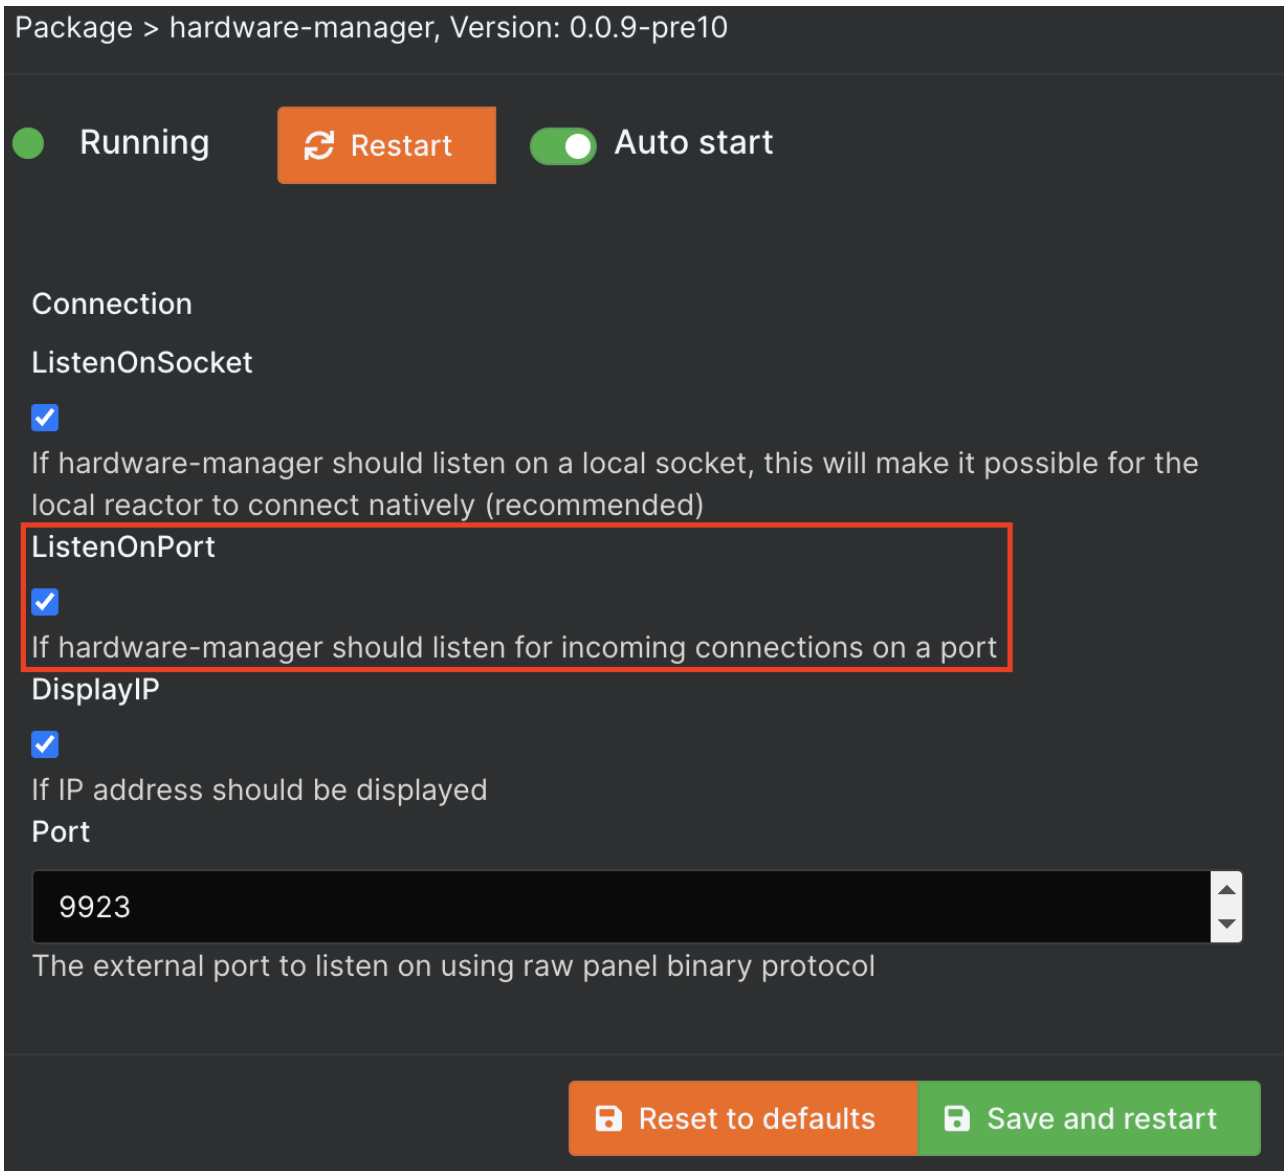 Package > hardware-manager, Version: 0.0.9-pre10
Running
Restart
Auto start
Connection
ListenOnSocket
If hardware-manager should listen on a local socket, this will make it possible for the
local reactor to connect natively (recommended)
ListenOnPort
If hardware-manager should listen for incoming connections on a port
DisplayIP
If IP address should be displayed
Port
9923
The external port to listen on using raw panel binary protocol
Reset to defaults
Save and restart